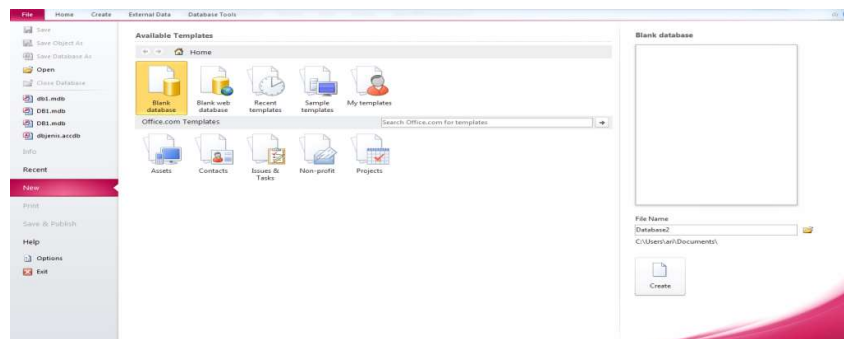 File Home Create External Data Database Tools
Save
Save Object As
Save Database As
Open
Close Database
db1.mdb
DB1.mdb
DB1.mdb
dbjenis.accdb
Info
Recent
New
Print
Save & Publish
Help
Options
Exit
Available Templates
Home
Blank database
Blank web database
Recent templates
Sample templates
My templates
Office.com Templates
Search Office.com for templates
Assets
Contacts
Issues & Tasks
Non-profit
Projects
Blank database
File Name
Database2
C:\Users\ari\Documents\
Create